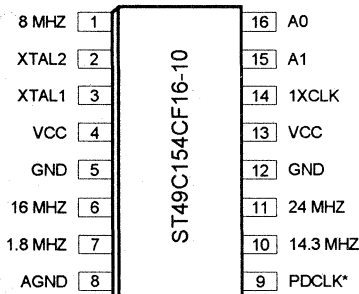 8 MHZ 1 16 A0
XTAL2 2 15 A1
XTAL1 3 14 1XCLK
VCC 4 13 VCC
GND 5 12 GND
16 MHZ 6 11 24 MHZ
1.8 MHZ 7 10 14.3 MHZ
AGND 8 9 PDCLK*
ST49C154CF16-10